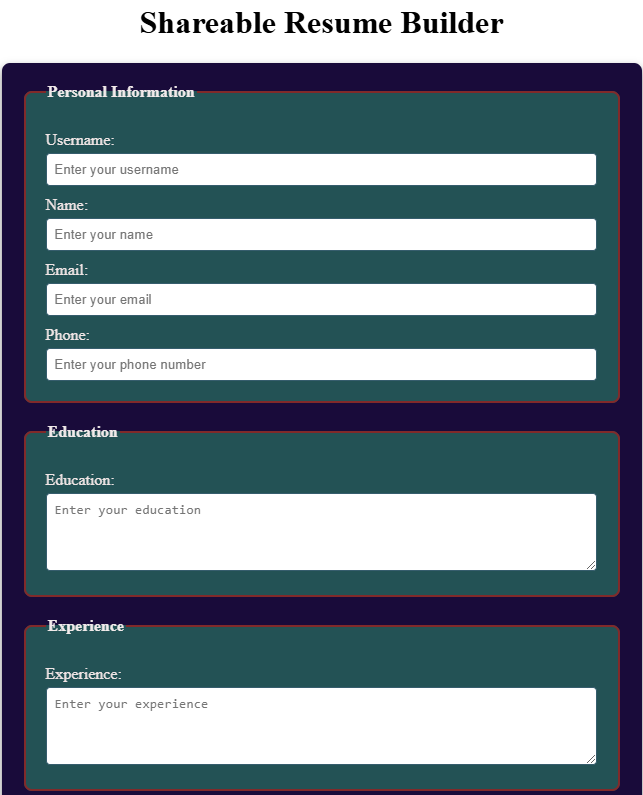 Shareable Resume Builder
Personal Information
Username:
Enter your username
Name:
Enter your name
Email:
Enter your email
Phone:
Enter your phone number
Education
Education:
Enter your education
Experience
Experience:
Enter your experience